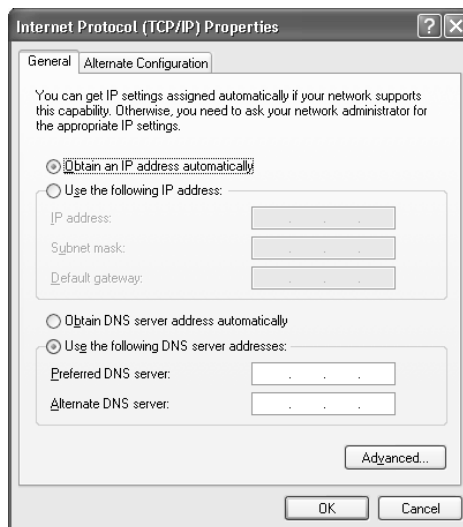 Internet Protocol (TCP/IP) Properties
General
Alternate Configuration
You can get IP settings assigned automatically if your network supports
this capability. Otherwise, you need to ask your network administrator for
the appropriate IP settings.
Obtain an IP address automatically
Use the following IP address:
IP address:
Subnet mask:
Default gateway:
Obtain DNS server address automatically
Use the following DNS server addresses:
Preferred DNS server:
Alternate DNS server:
Advanced...
OK
Cancel